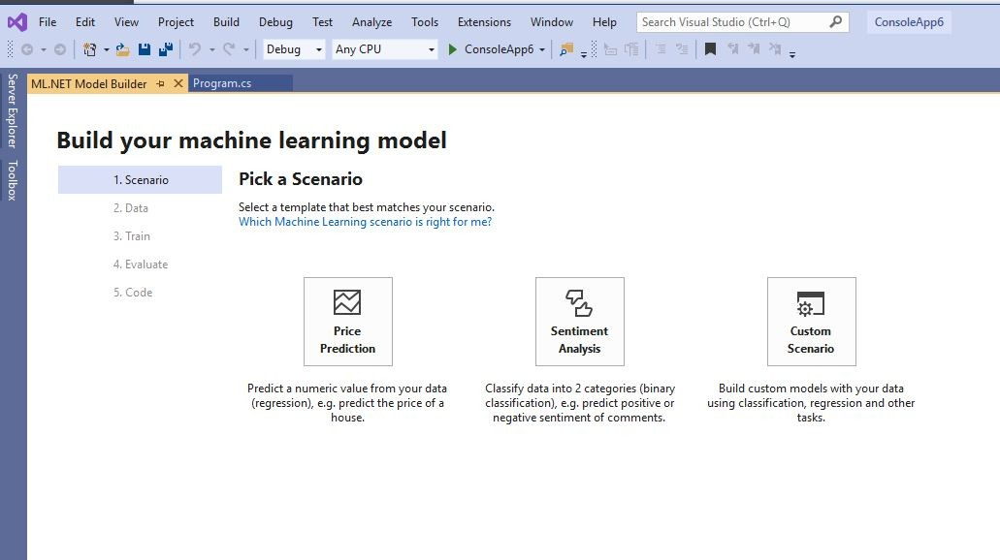 File Edit View Project Build Debug Test Analyze Tools Extensions Window Help Search Visual Studio (Ctrl+Q) ConsoleApp6
Debug Any CPU ConsoleApp6
Server Explorer
Toolbox
ML.NET Model Builder Program.cs
Build your machine learning model
1. Scenario
2. Data
3. Train
4. Evaluate
5. Code
Pick a Scenario
Select a template that best matches your scenario.
Which Machine Learning scenario is right for me?
Price
Prediction
Predict a numeric value from your data
(regression), e.g. predict the price of a
house.
Sentiment
Analysis
Classify data into 2 categories (binary
classification), e.g. predict positive or
negative sentiment of comments.
Custom
Scenario
Build custom models with your data
using classification, regression and other
tasks.